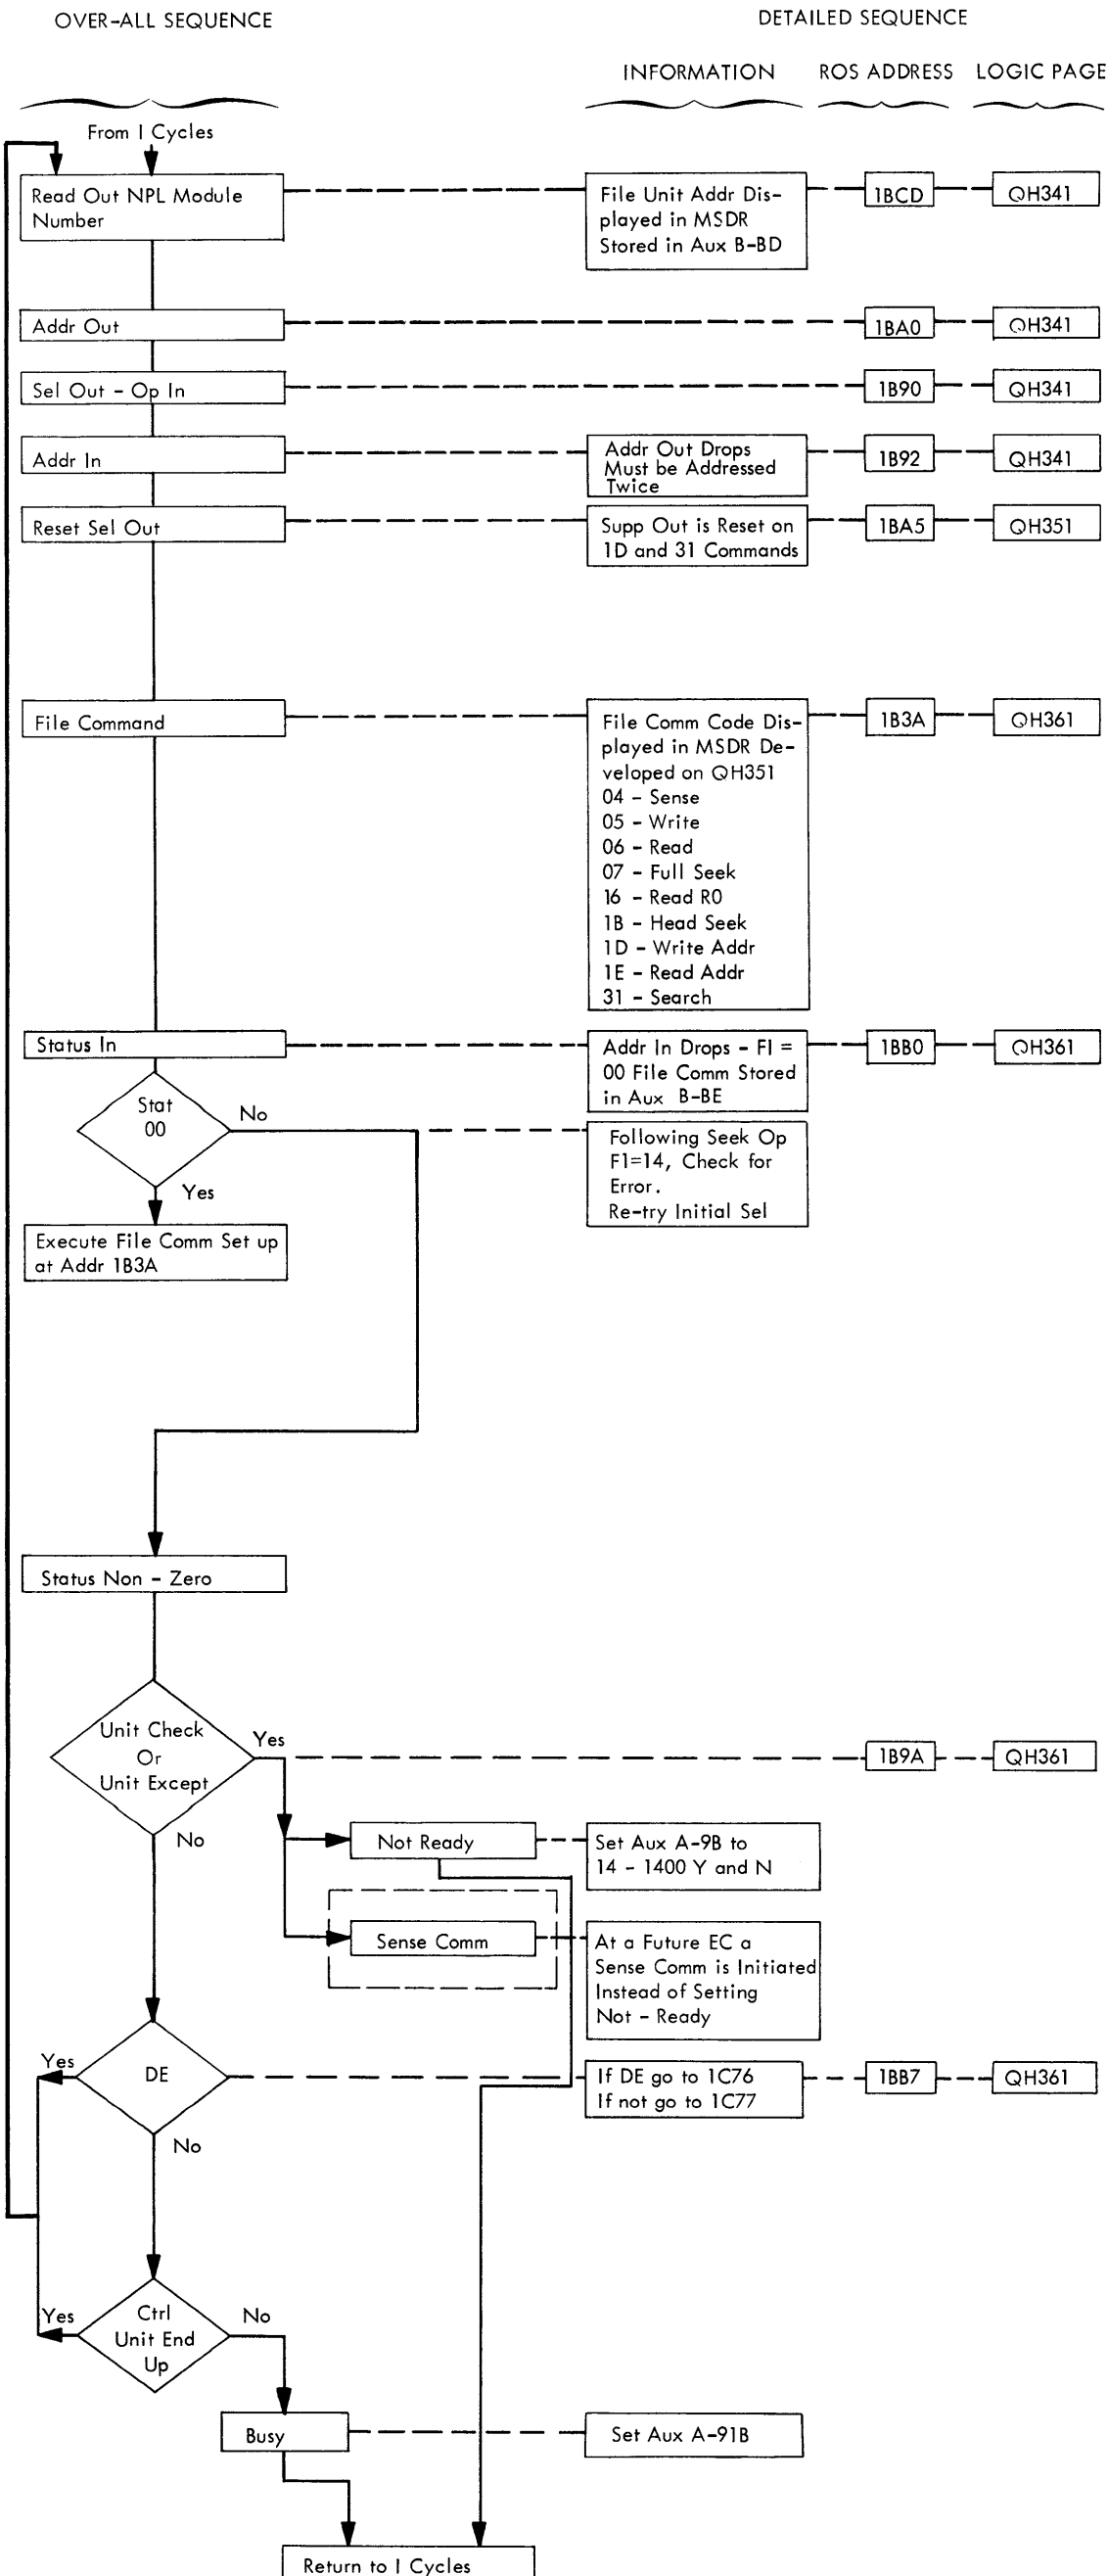 OVER-ALL SEQUENCE
DETAILED SEQUENCE
INFORMATION
ROS ADDRESS
LOGIC PAGE
From I Cycles
Read Out NPL Module
Number
File Unit Addr Dis-
played in MSDR
Stored in Aux B-BD
1BCD
QH341
Addr Out
1BA0
QH341
Sel Out - Op In
1B90
QH341
Addr In
Addr Out Drops
Must be Addressed
Twice
1B92
QH341
Reset Sel Out
Supp Out is Reset on
1D and 31 Commands
1BA5
QH351
File Command
File Comm Code Dis-
played in MSDR De-
veloped on QH351
04 - Sense
05 - Write
06 - Read
07 - Full Seek
16 - Read R0
1B - Head Seek
1D - Write Addr
1E - Read Addr
31 - Search
1B3A
QH361
Status In
Addr In Drops - FI =
00 File Comm Stored
in Aux B-BE
1BB0
QH361
Stat
00
No
Yes
Following Seek Op
F1=14, Check for
Error.
Re-try Initial Sel
Execute File Comm Set up
at Addr 1B3A
Status Non - Zero
Unit Check
Or
Unit Except
Yes
No
1B9A
QH361
Not Ready
Set Aux A-9B to
14 - 1400 Y and N
Sense Comm
At a Future EC a
Sense Comm is Initiated
Instead of Setting
Not - Ready
DE
Yes
No
If DE go to 1C76
If not go to 1C77
1BB7
QH361
Ctrl
Unit End
Up
Yes
No
Busy
Set Aux A-91B
Return to I Cycles